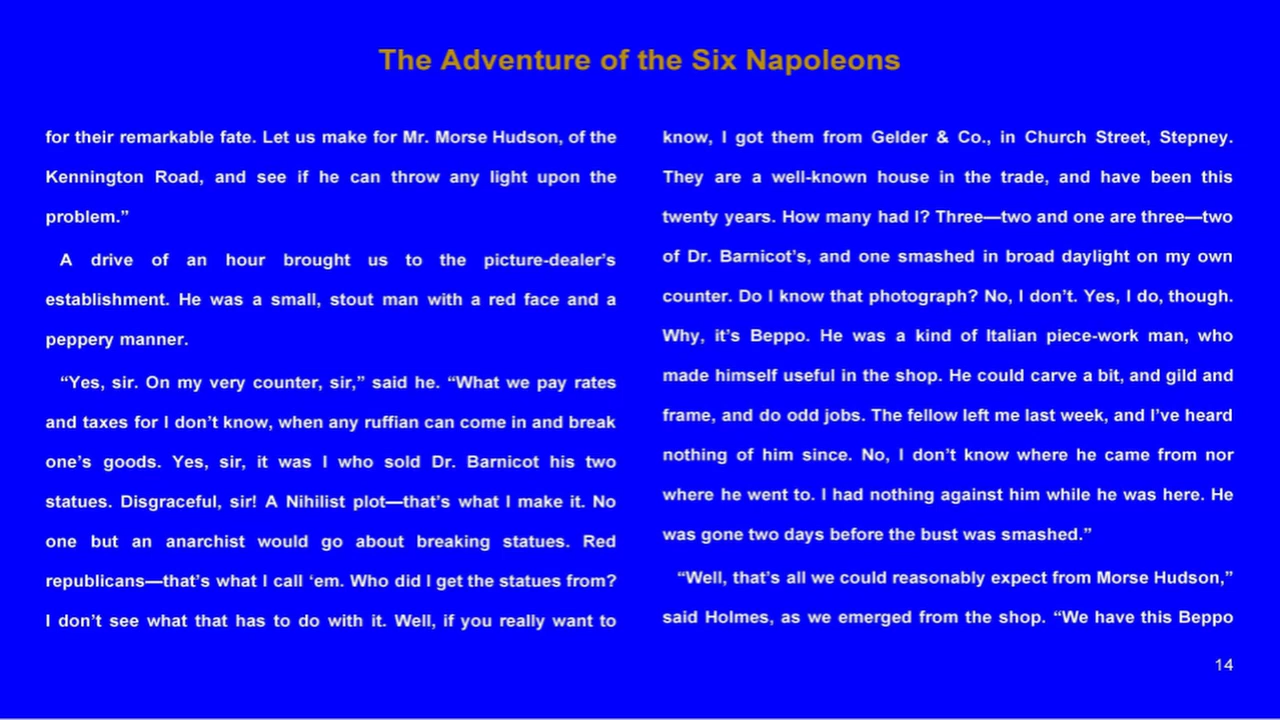 The Adventure of the Six Napoleons
for their remarkable fate. Let us make for Mr. Morse Hudson, of the
Kennington Road, and see if he can throw any light upon the
problem.”
A drive of an hour brought us to the picture-dealer’s
establishment. He was a small, stout man with a red face and a
peppery manner.
“Yes, sir. On my very counter, sir,” said he. “What we pay rates
and taxes for I don’t know, when any ruffian can come in and break
one’s goods. Yes, sir, it was I who sold Dr. Barnicot his two
statues. Disgraceful, sir! A Nihilist plot—that’s what I make it. No
one but an anarchist would go about breaking statues. Red
republicans—that’s what I call ‘em. Who did I get the statues from?
I don’t see what that has to do with it. Well, if you really want to
know, I got them from Gelder & Co., in Church Street, Stepney.
They are a well-known house in the trade, and have been this
twenty years. How many had I? Three—two and one are three—two
of Dr. Barnicot’s, and one smashed in broad daylight on my own
counter. Do I know that photograph? No, I don’t. Yes, I do, though.
Why, it’s Beppo. He was a kind of Italian piece-work man, who
made himself useful in the shop. He could carve a bit, and gild and
frame, and do odd jobs. The fellow left me last week, and I’ve heard
nothing of him since. No, I don’t know where he came from nor
where he went to. I had nothing against him while he was here. He
was gone two days before the bust was smashed.”
“Well, that’s all we could reasonably expect from Morse Hudson,”
said Holmes, as we emerged from the shop. “We have this Beppo
14